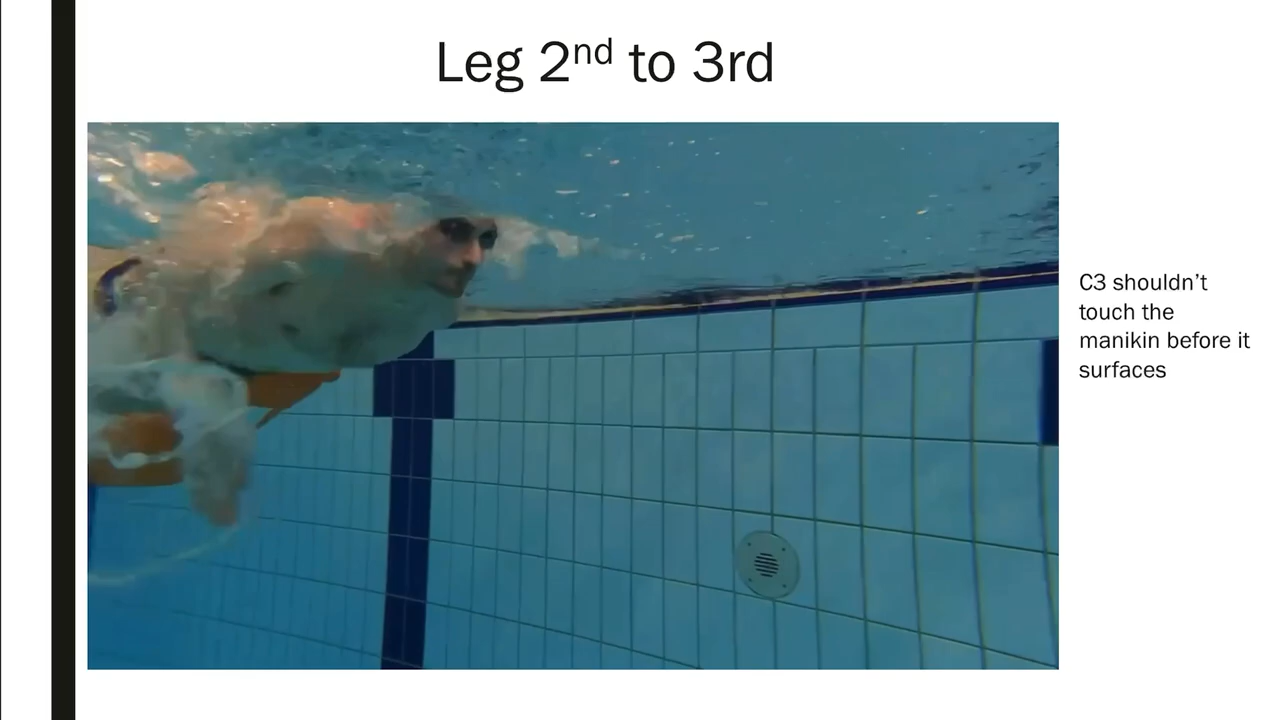 Leg 2nd to 3rd
C3 shouldn’t
touch the
manikin before it
surfaces